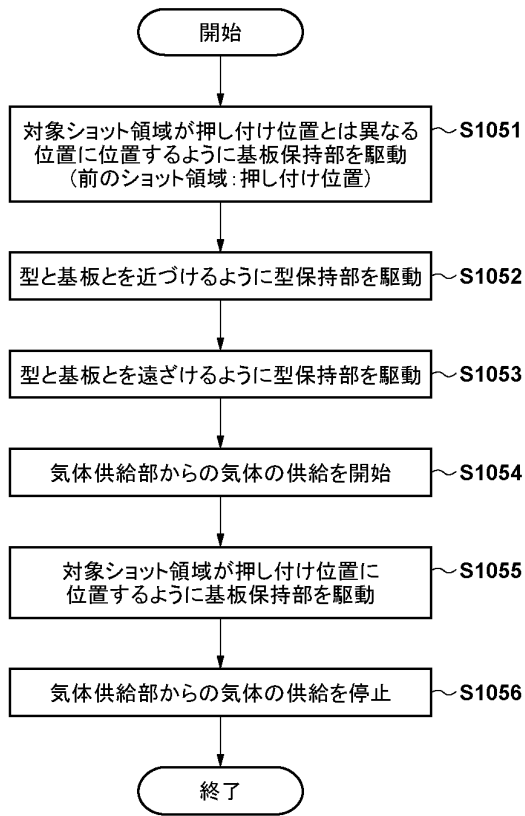 開始
対象ショット領域が押し付け位置とは異なる
位置に位置するように基板保持部を駆動
(前のショット領域:押し付け位置)
S1051
型と基板とを近づけるように型保持部を駆動
S1052
型と基板とを遠ざけるように型保持部を駆動
S1053
気体供給部からの気体の供給を開始
S1054
対象ショット領域が押し付け位置に
位置するように基板保持部を駆動
S1055
気体供給部からの気体の供給を停止
S1056
終了